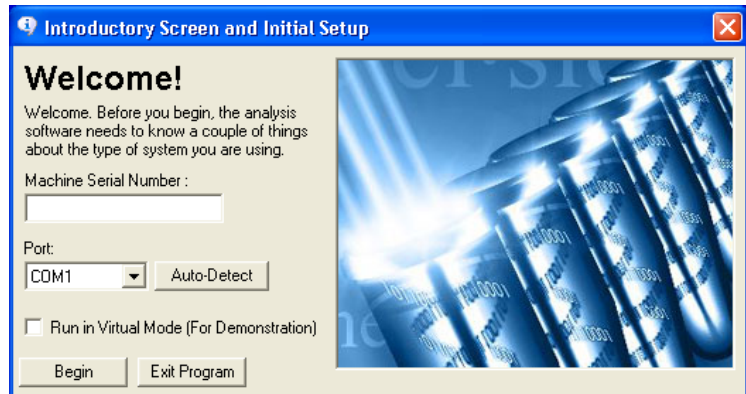 Introductory Screen and Initial Setup
Welcome!
Welcome. Before you begin, the analysis
software needs to know a couple of things
about the type of system you are using.
Machine Serial Number :
Port:
COM1
Auto-Detect
Run in Virtual Mode (For Demonstration)
Begin
Exit Program